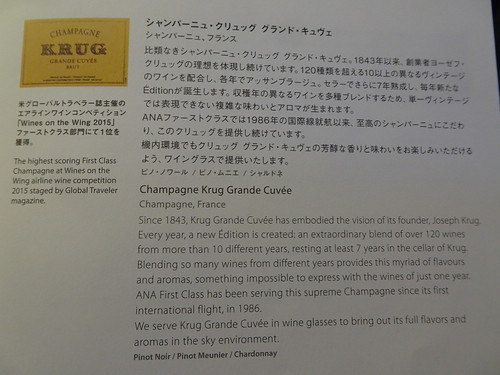 CHAMPAGNE
KRUG
GRANDE CUVÉE
BRUT
米グローバルトラベラー誌主催の
エアラインワインコンペティション
「Wines on the Wing 2015」
ファーストクラス部門にて1位を
獲得。
The highest scoring First Class
Champagne at Wines on the
Wing airline wine competition
2015 staged by Global Traveler
magazine.
シャンパーニュ・クリュッグ グランド・キュヴェ
シャンパーニュ、フランス
比類なきシャンパーニュ・クリュッグ グランド・キュヴェ。1843年以来、創業者ヨーゼフ・
クリュッグの理想を体現し続けています。120種類を超える10以上の異なるヴィンテージ
のワインを配合し、各年でアッサンブラージュ。セラーでさらに7年熟成し、毎年新たな
Éditionが誕生します。収穫年の異なるワインを多種ブレンドするため、単一ヴィンテージ
では表現できない複雑な味わいとアロマが生まれます。
ANAファーストクラスでは1986年の国際線就航以来、至高のシャンパーニュにこだわ
り、このクリュッグを提供し続けています。
機内環境でもクリュッグ グランド・キュヴェの芳醇な香りと味わいをお楽しみいただけ
るよう、ワイングラスで提供いたします。
ピノ・ノワール / ピノ・ムニエ / シャルドネ
Champagne Krug Grande Cuvée
Champagne, France
Since 1843, Krug Grande Cuvée has embodied the vision of its founder, Joseph Krug.
Every year, a new Édition is created: an extraordinary blend of over 120 wines
from more than 10 different years, resting at least 7 years in the cellar of Krug.
Blending so many wines from different years provides this myriad of flavours
and aromas, something impossible to express with the wines of just one year.
ANA First Class has been serving this supreme Champagne since its first
international flight, in 1986.
We serve Krug Grande Cuvée in wine glasses to bring out its full flavors and
aromas in the sky environment.
Pinot Noir / Pinot Meunier / Chardonnay